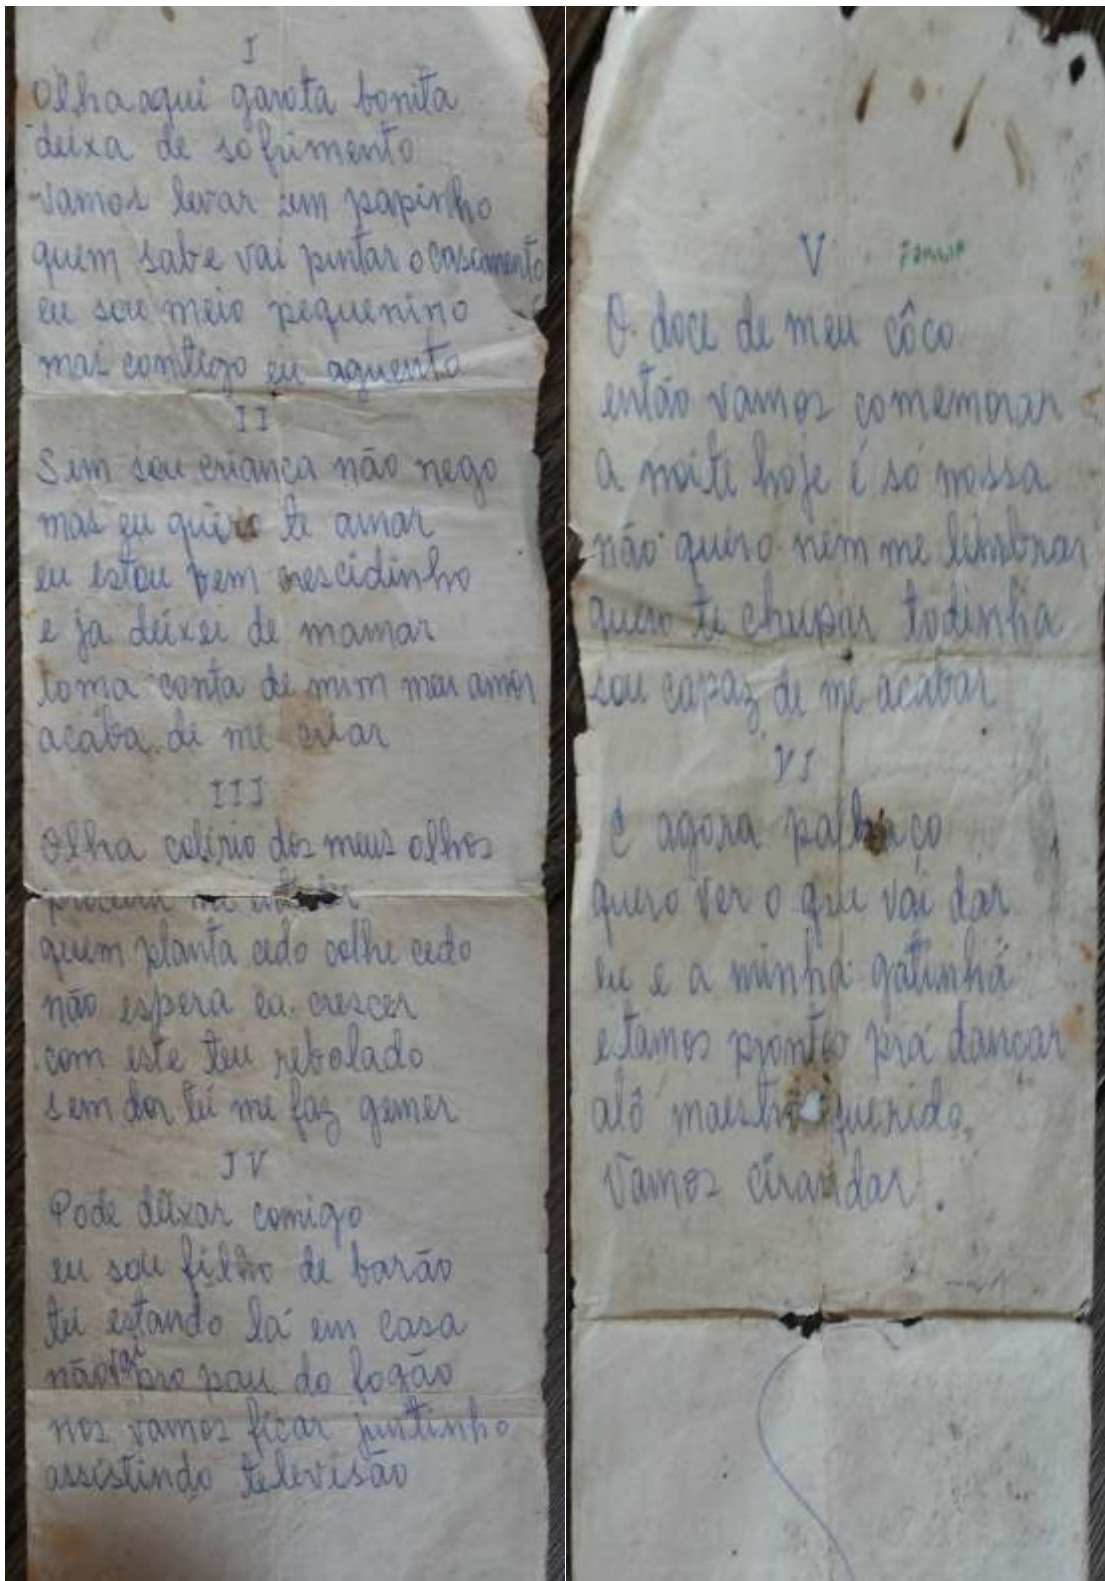 I
Olha aqui garota bonita
deixa de sofrimento
vamos levar um papinho
quem sabe vai pintar o casamento
eu sou meio pequenino
mas contigo eu aguento
II
Sim sou criança não nego
mas eu quero te amar
eu estou bem crescidinho
e ja deixei de mamar
toma conta de mim meu amor
acaba de me criar
III
Olha colirio dos meus olhos
procura me
quem planta cedo colhe cedo
não espera eu crescer
com este teu rebolado
sem dor tú me faz gemer
IV
Pode deixar comigo
eu sou filho de barão
tu estando lá em casa
não vai pro pau do fogão
nos vamos ficar juntinho
assistindo televisão
V
O doce de meu côco
então vamos comemorar
a noite hoje é só nossa
não quero nem me lembrar
quero te chupar todinha
sou capaz de me acabar
VI
E agora palhaço
quero ver o que vai dar
eu e a minha gatinha
estamos pronto prá dançar
alô maestro querido,
vamos cirandar.